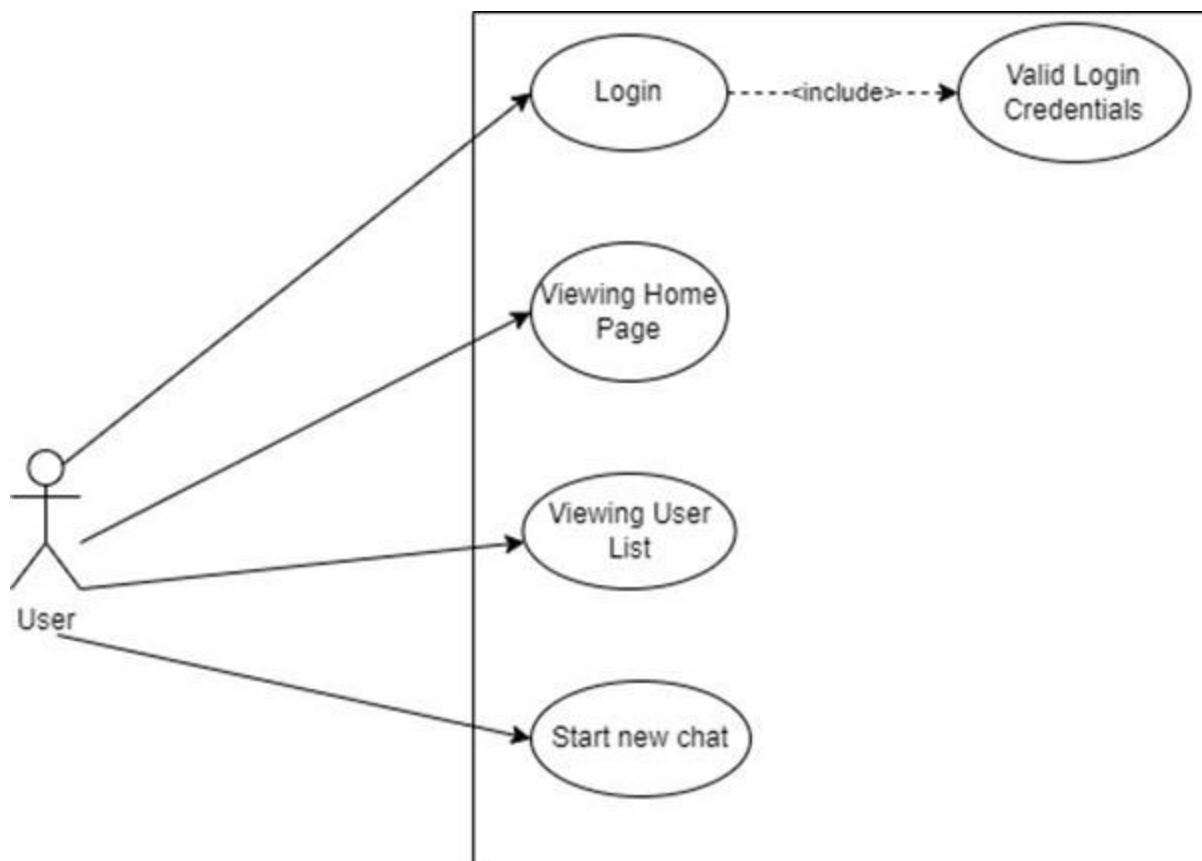 Login
<include>
Valid Login
Credentials
Viewing Home
Page
Viewing User
List
User
Start new chat